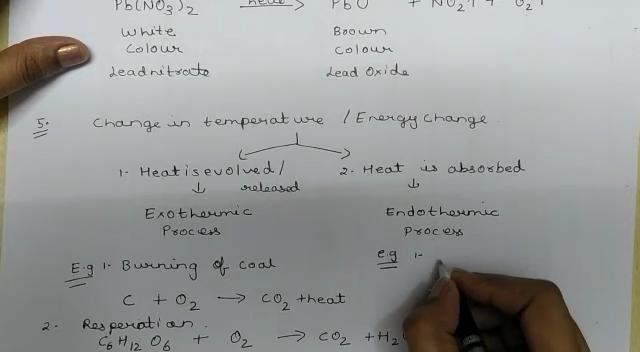 Pb(NO3)2 heat → PbO + NO2↑ + O2↑
White Brown
Colour Colour
Lead nitrate Lead Oxide
5. Change in temperature / Energy Change
1- Heat is evolved / released 2. Heat is absorbed
↓ ↓
Exothermic Endothermic
Process Process
E.g 1- Burning of coal e.g 1-
C + O2 → CO2 + heat
2. Resperation.
C6H12O6 + O2 → CO2 + H2